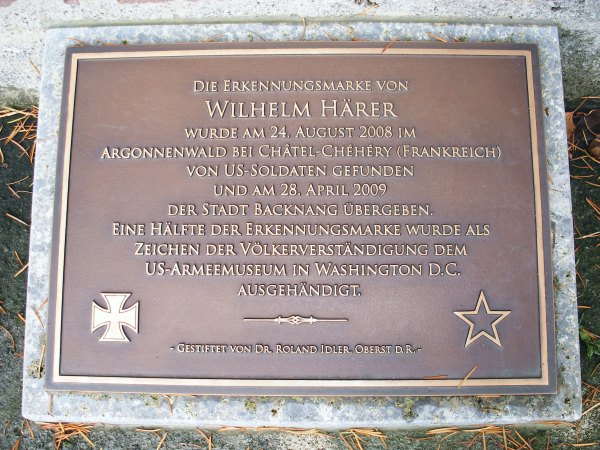 Die Erkennungsmarke von
Wilhelm Härer
wurde am 24. August 2008 im
Argonnenwald bei Châtel-Chéhéry (Frankreich)
von US-Soldaten gefunden
und am 28. April 2009
der Stadt Backnang übergeben.
Eine Hälfte der Erkennungsmarke wurde als
Zeichen der Völkerverständigung dem
US-Armeemuseum in Washington D.C.
ausgehändigt.
- Gestiftet von Dr. Roland Idler, Oberst d.R. -